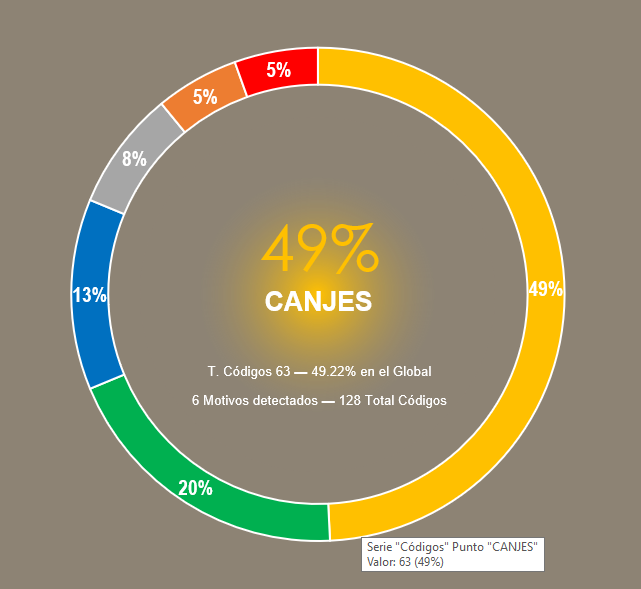 5%
5%
8%
49%
CANJES
49%
13%
T. Códigos 63 — 49.22% en el Global
6 Motivos detectados — 128 Total Códigos
20%
Serie "Códigos" Punto "CANJES"
Valor: 63 (49%)